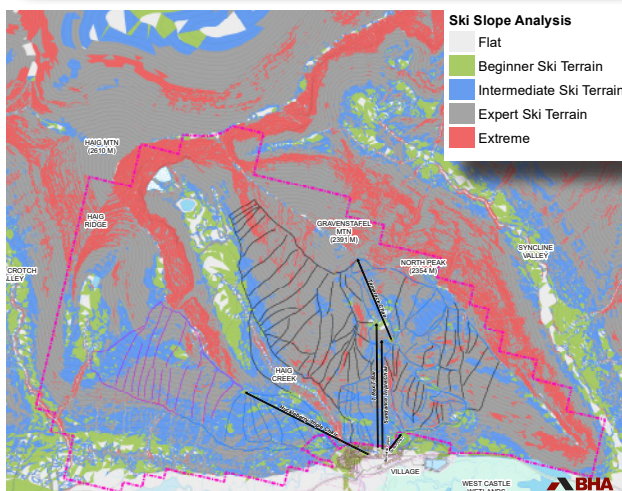 Ski Slope Analysis
Flat
Beginner Ski Terrain
Intermediate Ski Terrain
Expert Ski Terrain
Extreme
HAIG MTN
(2610 M)
HAIG
RIDGE
GRAVENSTAFEL
MTN
(2391 M)
NORTH PEAK
(2354 M)
SYNCLINE
VALLEY
CROTCH
ALLEY
HAIG
CREEK
VILLAGE
WEST CASTLE
WETLANDS
BHA